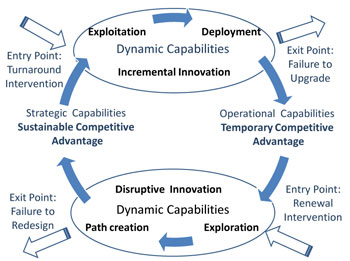 Exploitation
Deployment
Dynamic Capabilities
Incremental Innovation
Entry Point:
Turnaround
Intervention
Exit Point:
Failure to
Upgrade
Strategic Capabilities
Sustainable Competitive
Advantage
Operational Capabilities
Temporary Competitive
Advantage
Disruptive Innovation
Dynamic Capabilities
Path creation
Exploration
Exit Point:
Failure to
Redesign
Entry Point:
Renewal
Intervention